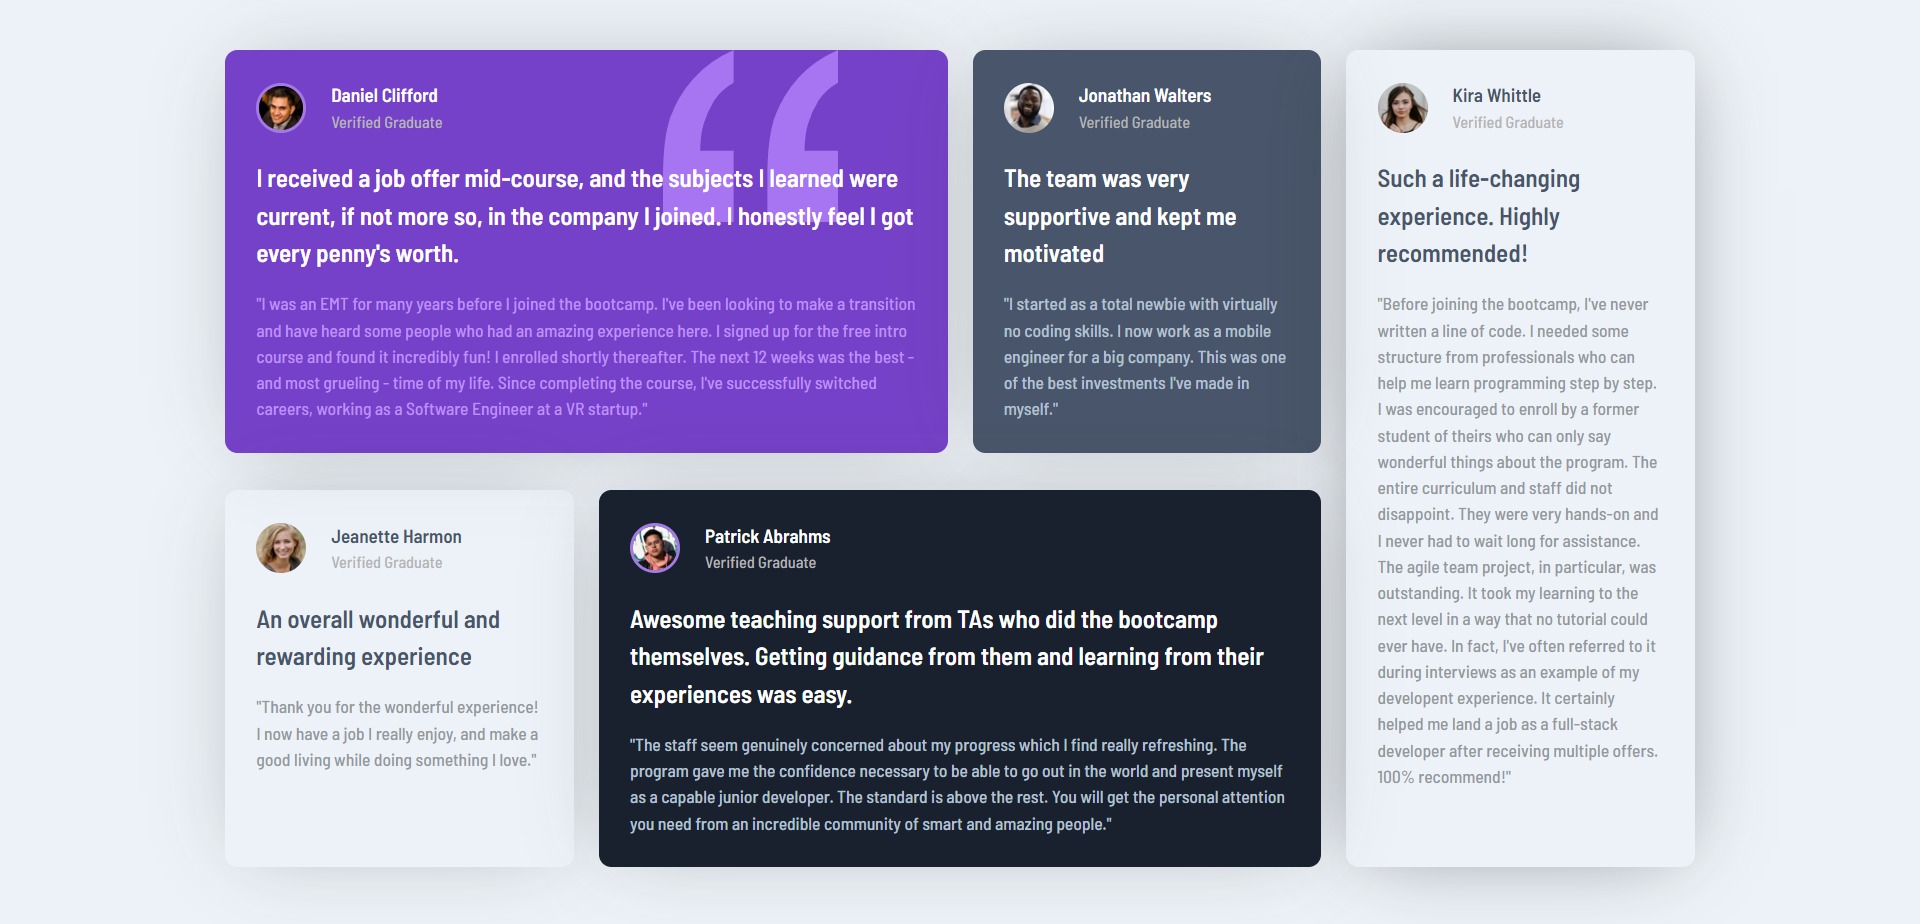 Daniel Clifford
Verified Graduate
I received a job offer mid-course, and the subjects I learned were
current, if not more so, in the company I joined. I honestly feel I got
every penny's worth.
"I was an EMT for many years before I joined the bootcamp. I've been looking to make a transition
and have heard some people who had an amazing experience here. I signed up for the free intro
course and found it incredibly fun! I enrolled shortly thereafter. The next 12 weeks was the best -
and most grueling - time of my life. Since completing the course, I've successfully switched
careers, working as a Software Engineer at a VR startup."
Jonathan Walters
Verified Graduate
The team was very
supportive and kept me
motivated
"I started as a total newbie with virtually
no coding skills. I now work as a mobile
engineer for a big company. This was one
of the best investments I've made in
myself."
Kira Whittle
Verified Graduate
Such a life-changing
experience. Highly
recommended!
"Before joining the bootcamp, I've never
written a line of code. I needed some
structure from professionals who can
help me learn programming step by step.
I was encouraged to enroll by a former
student of theirs who can only say
wonderful things about the program. The
entire curriculum and staff did not
disappoint. They were very hands-on and
I never had to wait long for assistance.
The agile team project, in particular, was
outstanding. It took my learning to the
next level in a way that no tutorial could
ever have. In fact, I've often referred to it
during interviews as an example of my
developent experience. It certainly
helped me land a job as a full-stack
developer after receiving multiple offers.
100% recommend!"
Jeanette Harmon
Verified Graduate
An overall wonderful and
rewarding experience
"Thank you for the wonderful experience!
I now have a job I really enjoy, and make a
good living while doing something I love."
Patrick Abrahms
Verified Graduate
Awesome teaching support from TAs who did the bootcamp
themselves. Getting guidance from them and learning from their
experiences was easy.
"The staff seem genuinely concerned about my progress which I find really refreshing. The
program gave me the confidence necessary to be able to go out in the world and present myself
as a capable junior developer. The standard is above the rest. You will get the personal attention
you need from an incredible community of smart and amazing people."